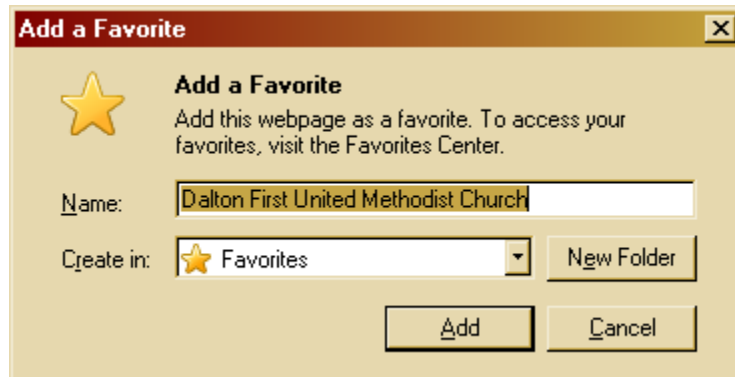 Add a Favorite
Add a Favorite
Add this webpage as a favorite. To access your
favorites, visit the Favorites Center.
Name: Dalton First United Methodist Church
Create in: Favorites New Folder
Add Cancel